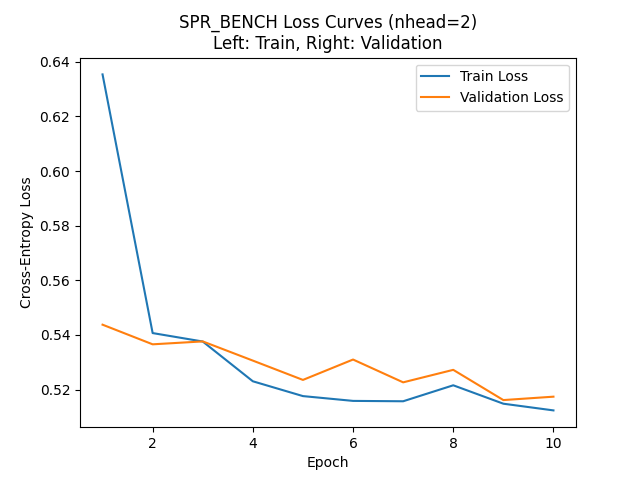 SPR_BENCH Loss Curves (nhead=2)
Left: Train, Right: Validation
Train Loss
Validation Loss
Cross-Entropy Loss
0.64
0.62
0.60
0.58
0.56
0.54
0.52
2
4
6
8
10
Epoch